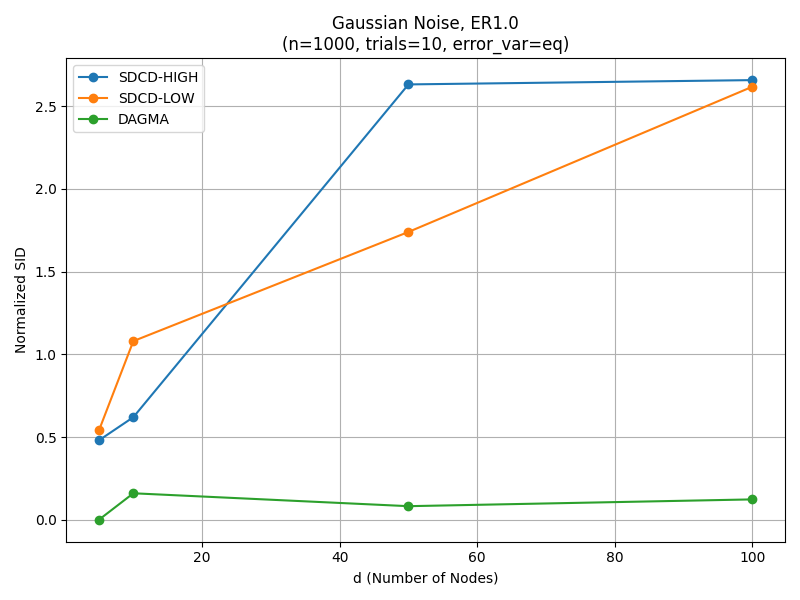 Gaussian Noise, ER1.0
(n=1000, trials=10, error_var=eq)
SDCD-HIGH
SDCD-LOW
DAGMA
Normalized SID
2.5
2.0
1.5
1.0
0.5
0.0
20
40
60
80
100
d (Number of Nodes)